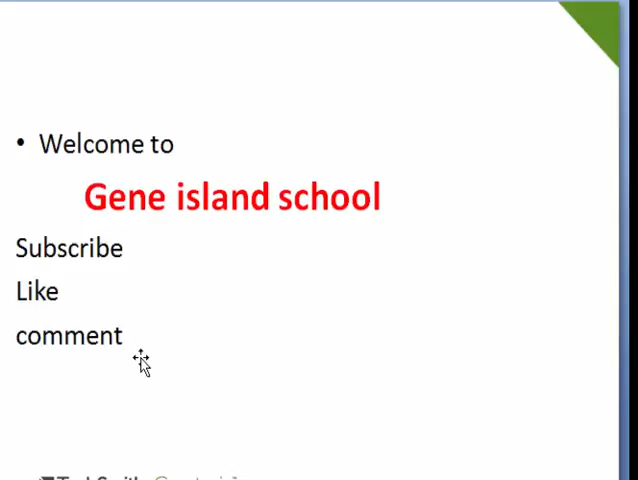 • Welcome to
Gene island school
Subscribe
Like
comment